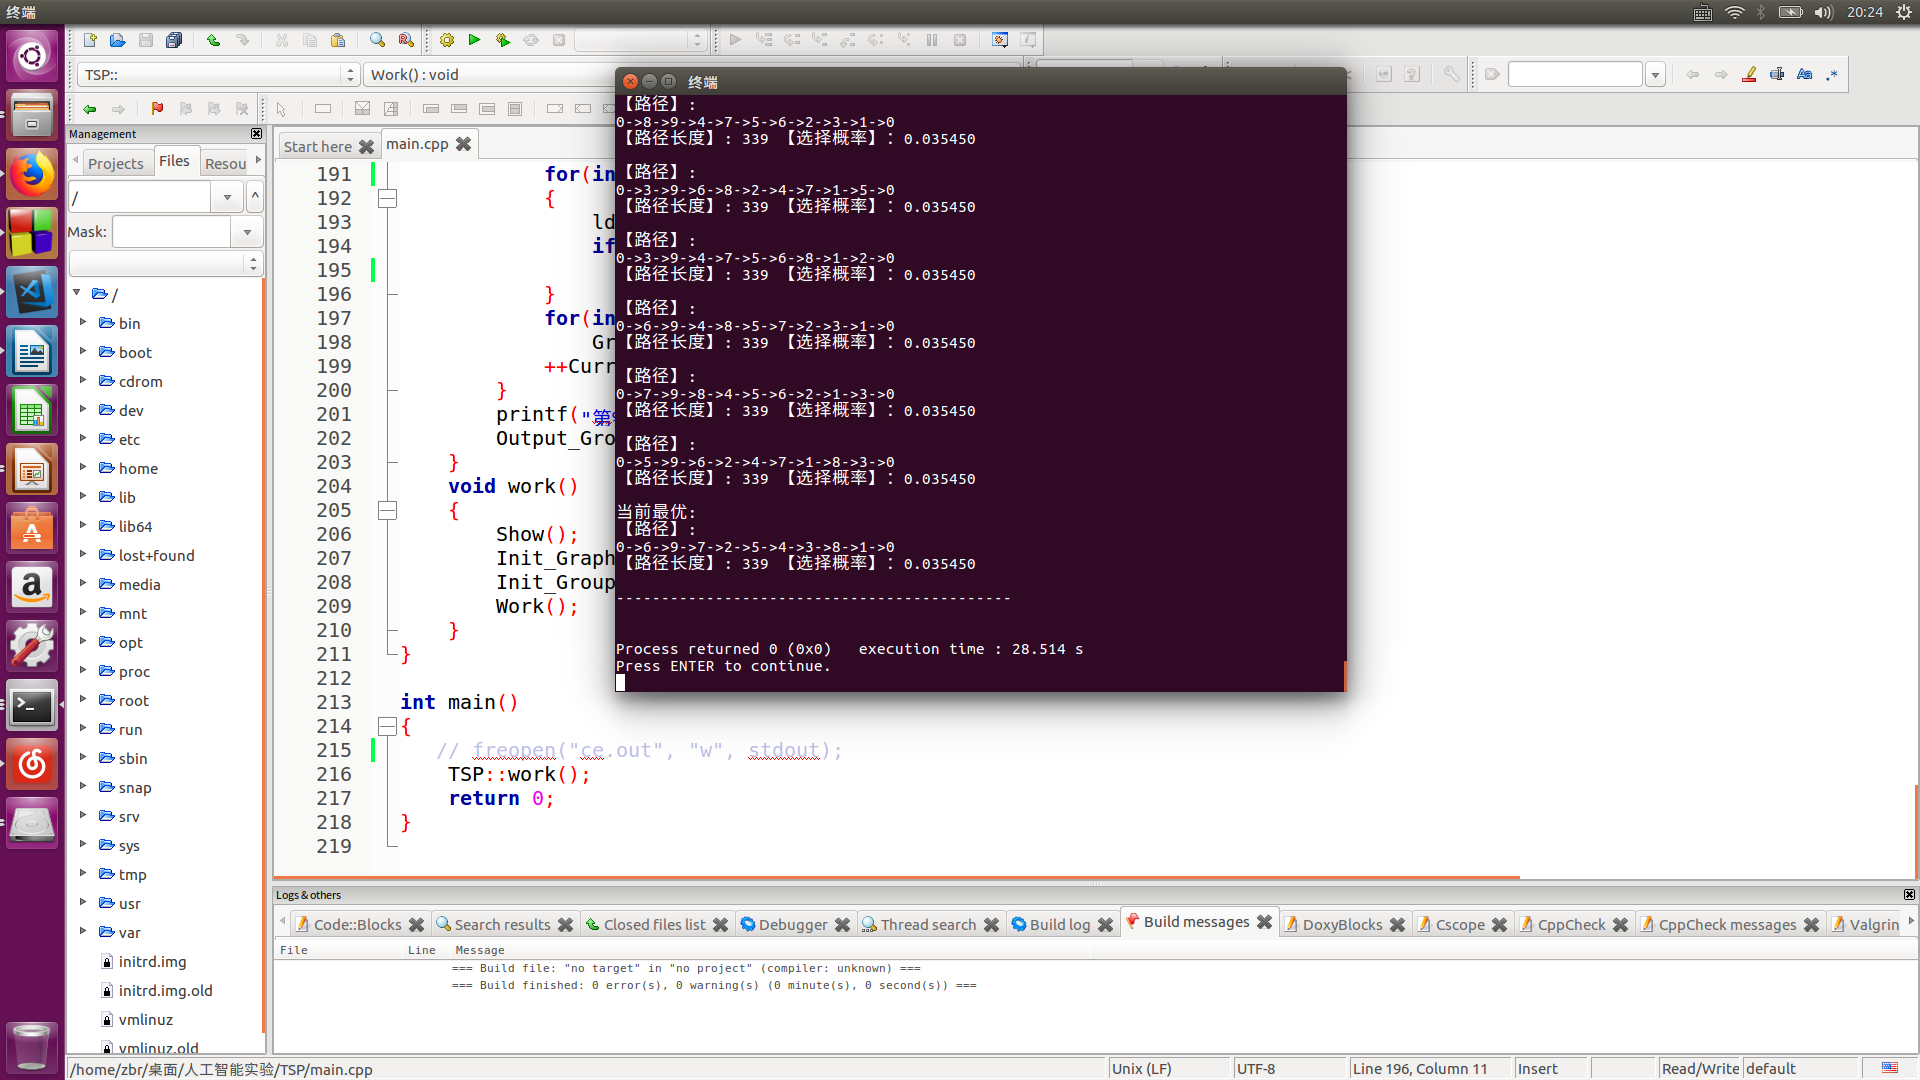 终端
20:24
TSP::
Work() : void
Management
Projects
Files
Resou
/
^
Mask:
/
bin
boot
cdrom
dev
etc
home
lib
lib64
lost+found
media
mnt
opt
proc
root
run
sbin
snap
srv
sys
tmp
usr
var
initrd.img
initrd.img.old
vmlinuz
vmlinuz.old
Start here
main.cpp
191 for(in
192 {
193 ld
194 if
195
196 }
197 for(in
198 Gr
199 ++Curr
200 }
201 printf("第
202 Output_Gro
203 }
204 void work()
205 {
206 Show();
207 Init_Graph
208 Init_Group
209 Work();
210 }
211 }
212
213 int main()
214 {
215 // freopen("ce.out", "w", stdout);
216 TSP::work();
217 return 0;
218 }
219
终端
【路径】:
0->8->9->4->7->5->6->2->3->1->0
【路径长度】: 339 【选择概率】: 0.035450
【路径】:
0->3->9->6->8->2->4->7->1->5->0
【路径长度】: 339 【选择概率】: 0.035450
【路径】:
0->3->9->4->7->5->6->8->1->2->0
【路径长度】: 339 【选择概率】: 0.035450
【路径】:
0->6->9->4->8->5->7->2->3->1->0
【路径长度】: 339 【选择概率】: 0.035450
【路径】:
0->7->9->8->4->5->6->2->1->3->0
【路径长度】: 339 【选择概率】: 0.035450
【路径】:
0->5->9->6->2->4->7->1->8->3->0
【路径长度】: 339 【选择概率】: 0.035450
当前最优:
【路径】:
0->6->9->7->2->5->4->3->8->1->0
【路径长度】: 339 【选择概率】: 0.035450
--------------------------------------------
Process returned 0 (0x0)   execution time : 28.514 s
Press ENTER to continue.
Logs & others
Code::Blocks
Search results
Closed files list
Debugger
Thread search
Build log
Build messages
DoxyBlocks
Cscope
CppCheck
CppCheck messages
Valgrin
File Line Message
=== Build file: "no target" in "no project" (compiler: unknown) ===
=== Build finished: 0 error(s), 0 warning(s) (0 minute(s), 0 second(s)) ===
/home/zbr/桌面/人工智能实验/TSP/main.cpp
Unix (LF)
UTF-8
Line 196, Column 11
Insert
Read/Write
default